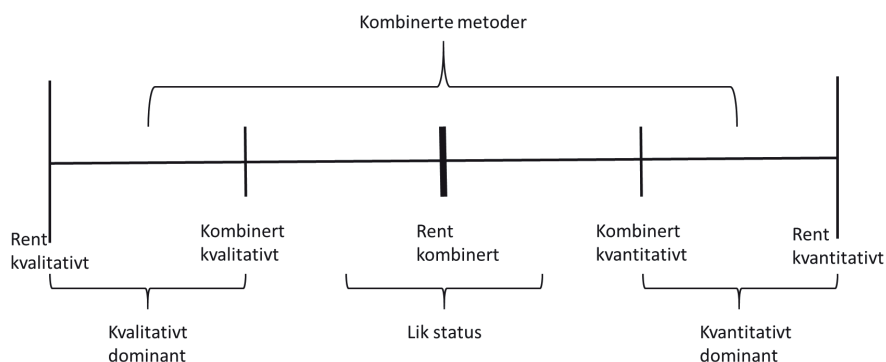 Kombinerte metoder
Rent
kvalitativt
Kombinert
kvalitativt
Rent
kombinert
Kombinert
kvantitativt
Rent
kvantitativt
Kvalitativt
dominant
Lik status
Kvantitativt
dominant